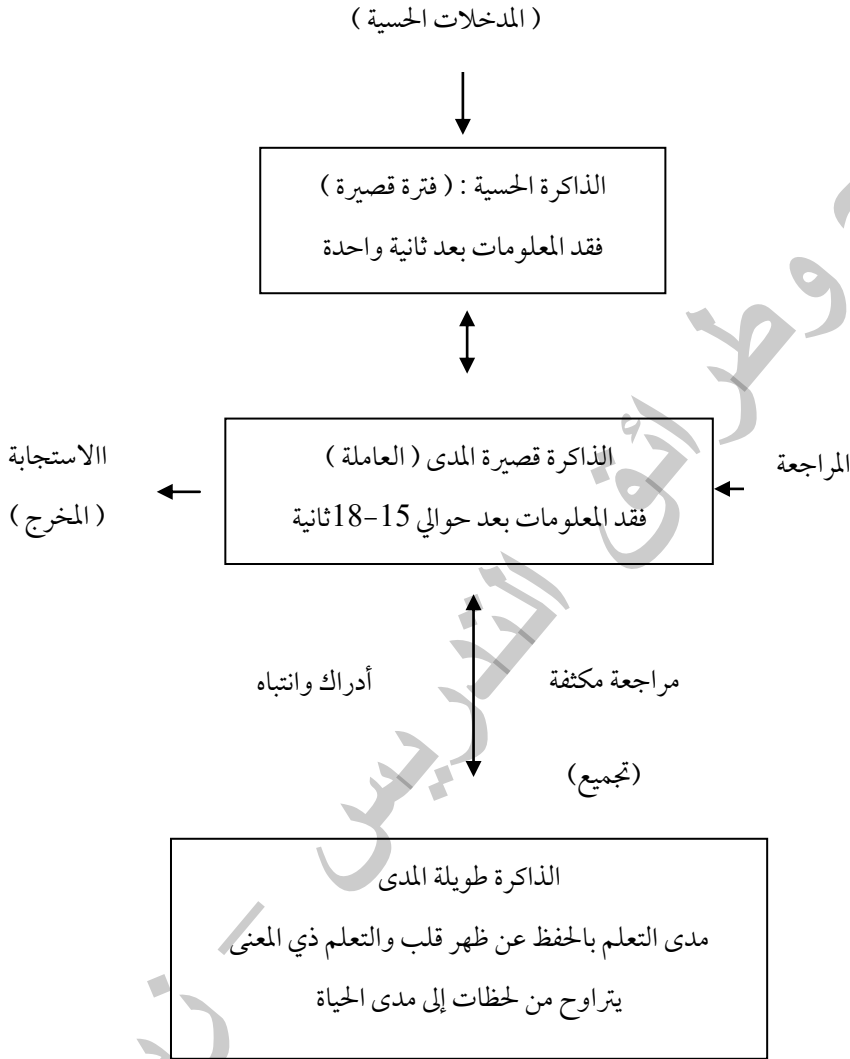 ( المدخلات الحسية )
الذاكرة الحسية : ( فترة قصيرة )
فقد المعلومات بعد ثانية واحدة
المراجعة
الذاكرة قصيرة المدى ( العاملة )
فقد المعلومات بعد حوالي 15-18ثانية
االاستجابة
( المخرج )
مراجعة مكثفة
أدراك وانتباه
(تجميع)
الذاكرة طويلة المدى
مدى التعلم بالحفظ عن ظهر قلب والتعلم ذي المعنى
يتراوح من لحظات إلى مدى الحياة
وطرائق التدريس –